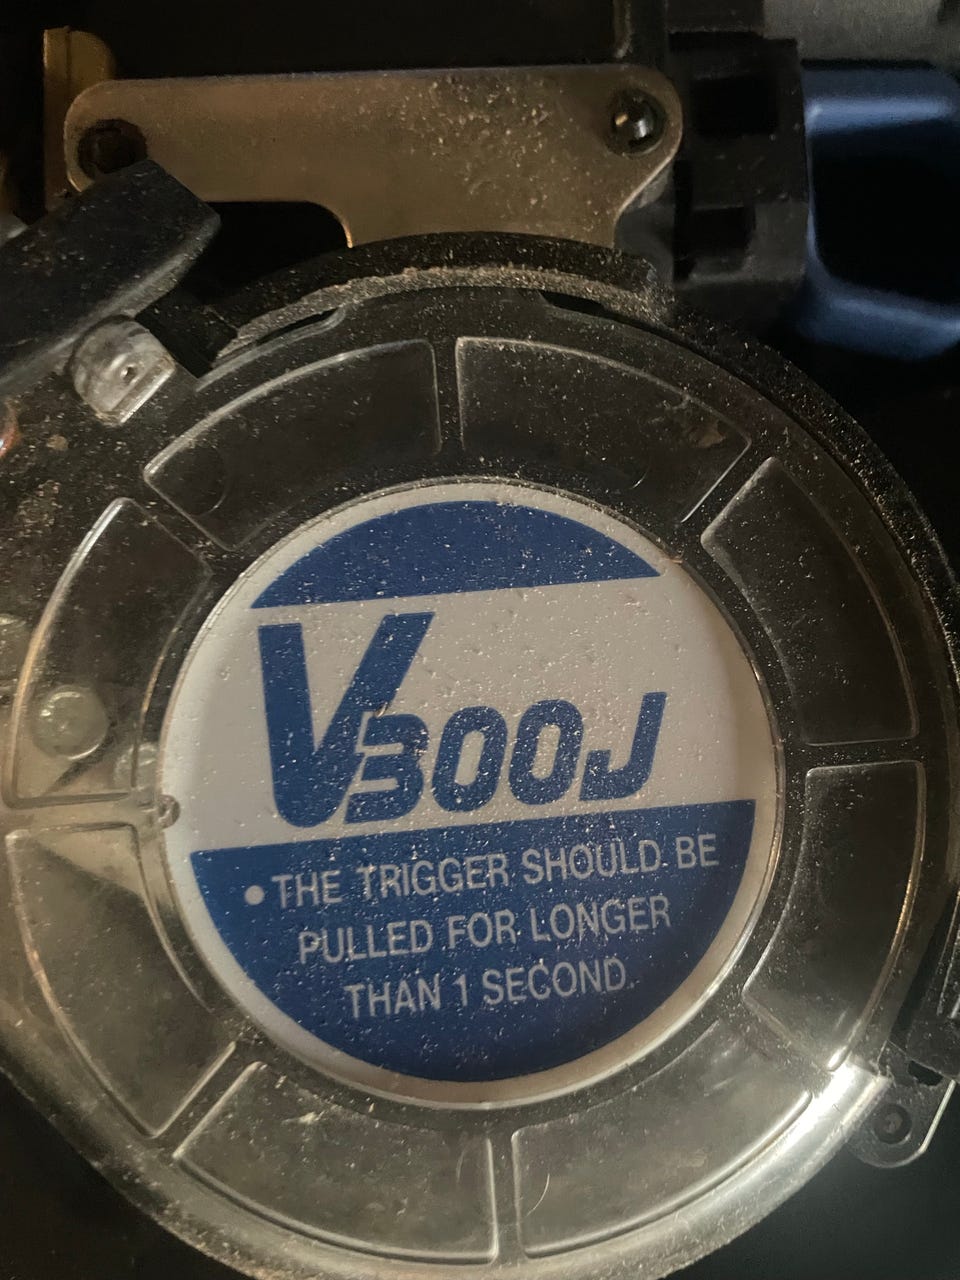 V300J
• THE TRIGGER SHOULD BE
PULLED FOR LONGER
THAN 1 SECOND.